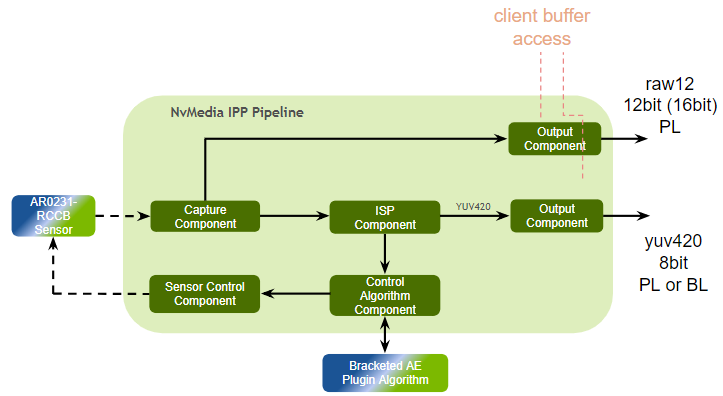 client buffer
access
raw12
12bit (16bit)
PL
NvMedia IPP Pipeline
Output
Component
AR0231-
RCCB
Sensor
Capture
Component
ISP
Component
YUV420
Output
Component
yuv420
8bit
PL or BL
Sensor Control
Component
Control
Algorithm
Component
Bracketed AE
Plugin Algorithm